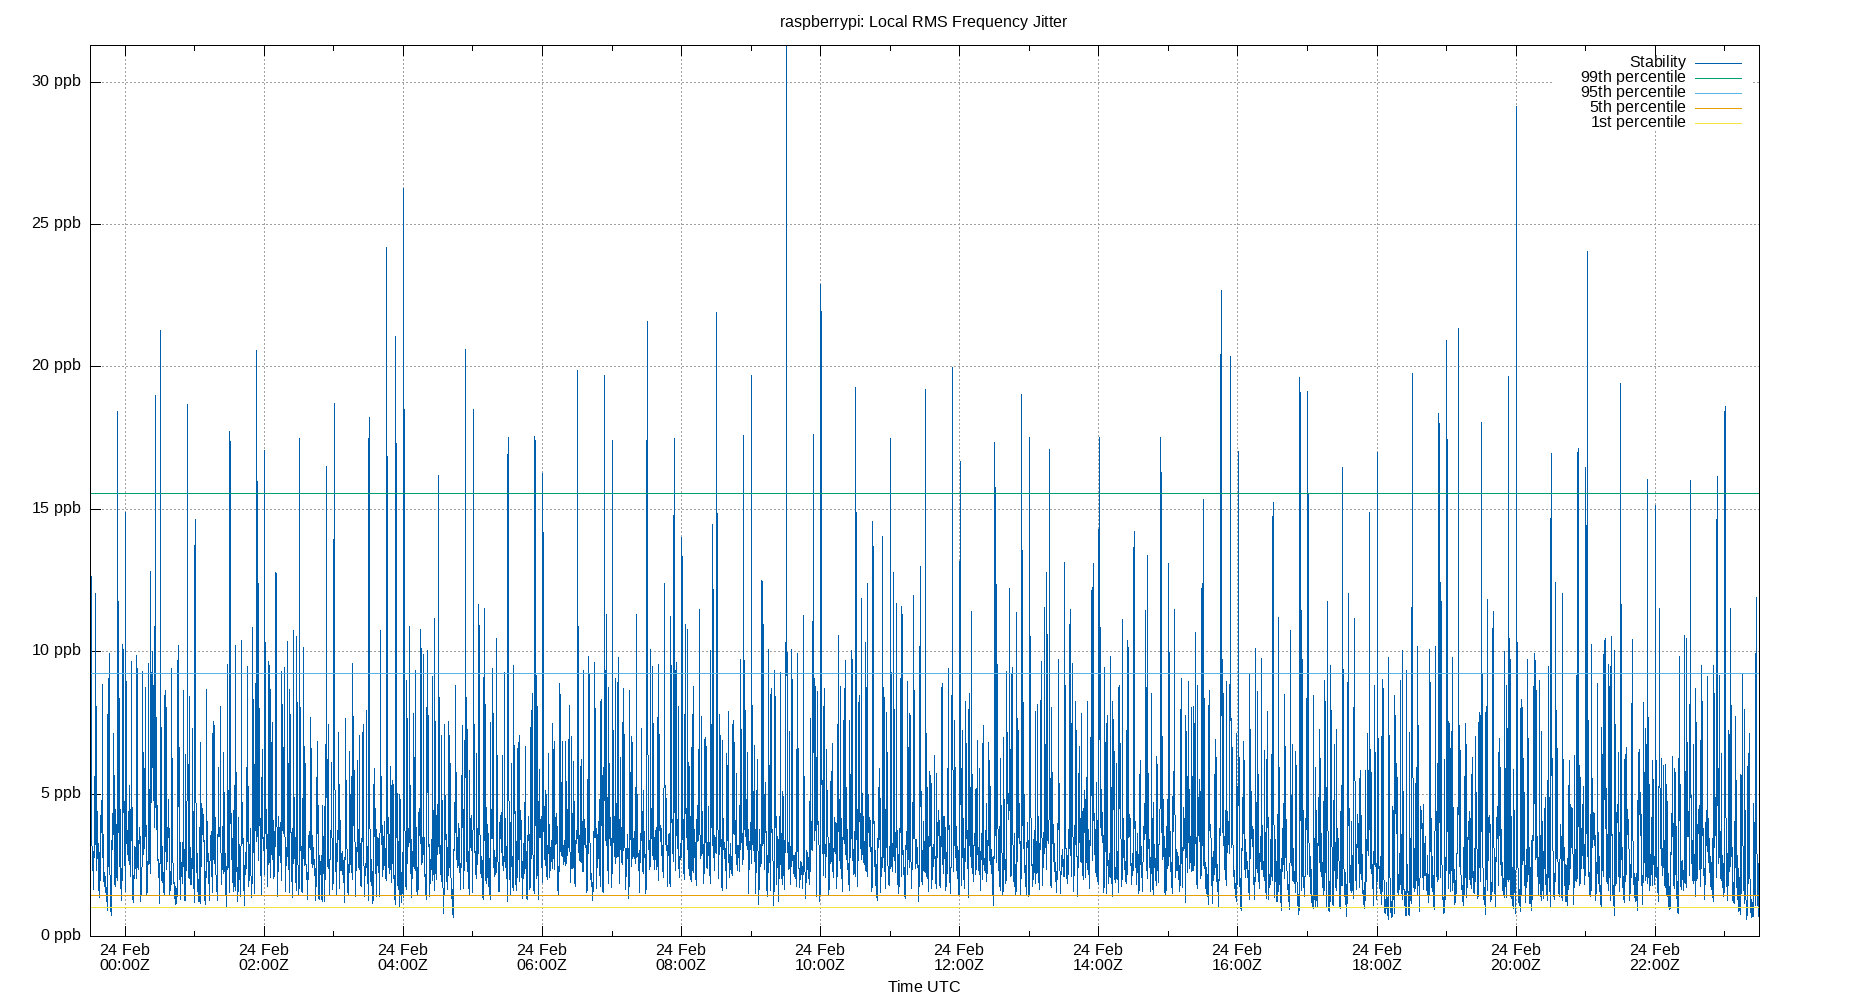 raspberrypi: Local RMS Frequency Jitter
30 ppb
25 ppb
20 ppb
15 ppb
10 ppb
5 ppb
0 ppb
Stability
99th percentile
95th percentile
5th percentile
1st percentile
24 Feb 24 Feb 24 Feb 24 Feb 24 Feb 24 Feb 24 Feb 24 Feb 24 Feb 24 Feb 24 Feb 24 Feb
00:00Z 02:00Z 04:00Z 06:00Z 08:00Z 10:00Z 12:00Z 14:00Z 16:00Z 18:00Z 20:00Z 22:00Z
Time UTC